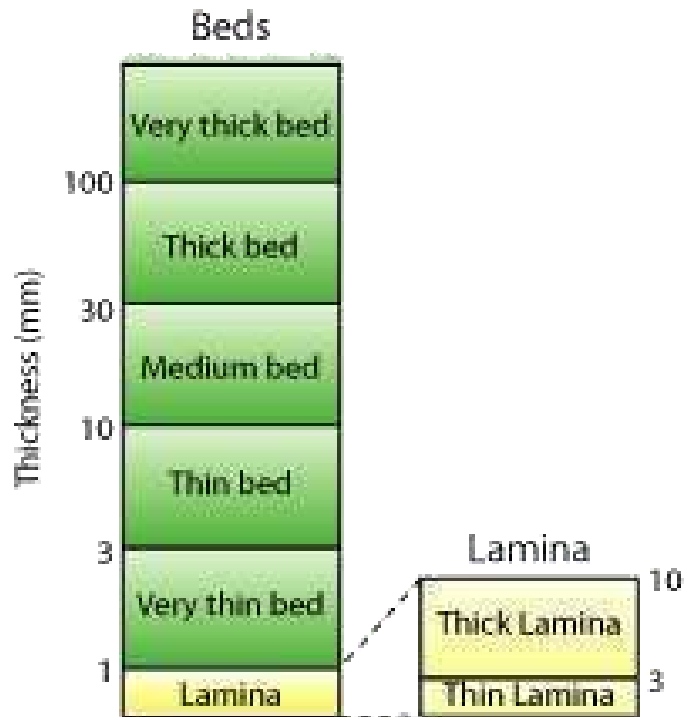 Beds
Very thick bed
100
Thick bed
30
Medium bed
10
Thin bed
3
Very thin bed
1
Lamina
Thickness (mm)
Lamina
10
Thick Lamina
3
Thin Lamina